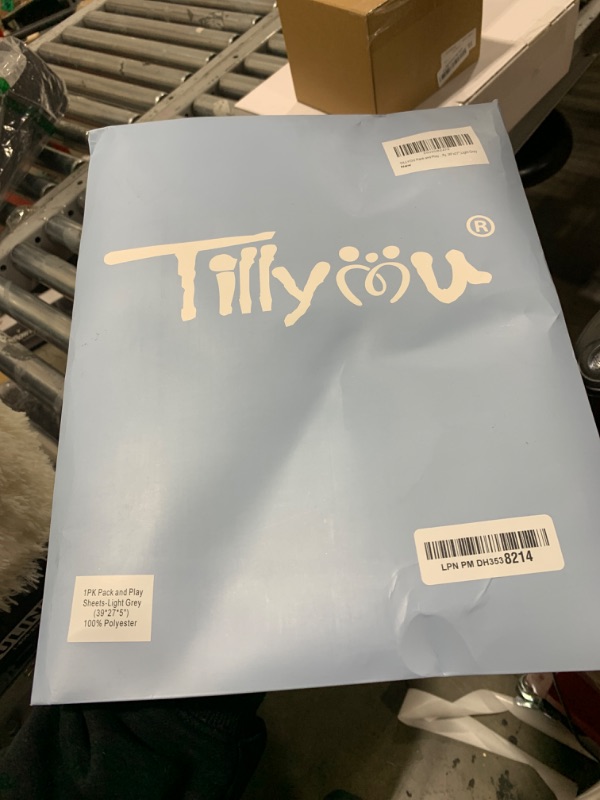 Tillyou
®
LPN PM DH3538214
1PK Pack and Play
Sheets-Light Grey
(39*27*5")
100% Polyester